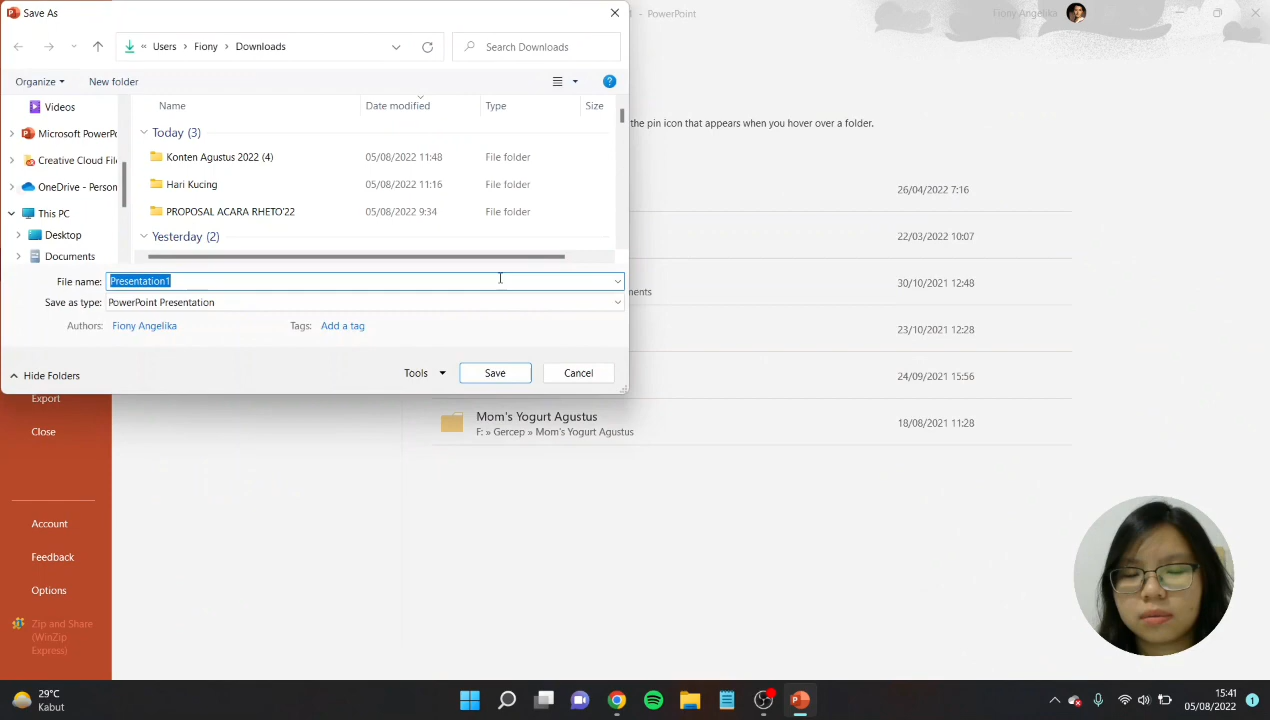 Save As
l - PowerPoint
Fiony Angelika
« Users › Fiony › Downloads
Search Downloads
Organize
New folder
Videos
Microsoft PowerPo
Creative Cloud Fil
OneDrive - Person
This PC
Desktop
Documents
Name Date modified Type Size
Today (3)
Konten Agustus 2022 (4) 05/08/2022 11:48 File folder
Hari Kucing 05/08/2022 11:16 File folder
PROPOSAL ACARA RHETO'22 05/08/2022 9:34 File folder
Yesterday (2)
File name: Presentation1
Save as type: PowerPoint Presentation
Authors: Fiony Angelika Tags: Add a tag
Hide Folders
Tools Save Cancel
the pin icon that appears when you hover over a folder.
26/04/2022 7:16
22/03/2022 10:07
ments
30/10/2021 12:48
23/10/2021 12:28
24/09/2021 15:56
Mom's Yogurt Agustus
F: » Gercep » Mom's Yogurt Agustus
18/08/2021 11:28
Export
Close
Account
Feedback
Options
Zip and Share
(WinZip
Express)
29°C
Kabut
15:41
05/08/2022
1